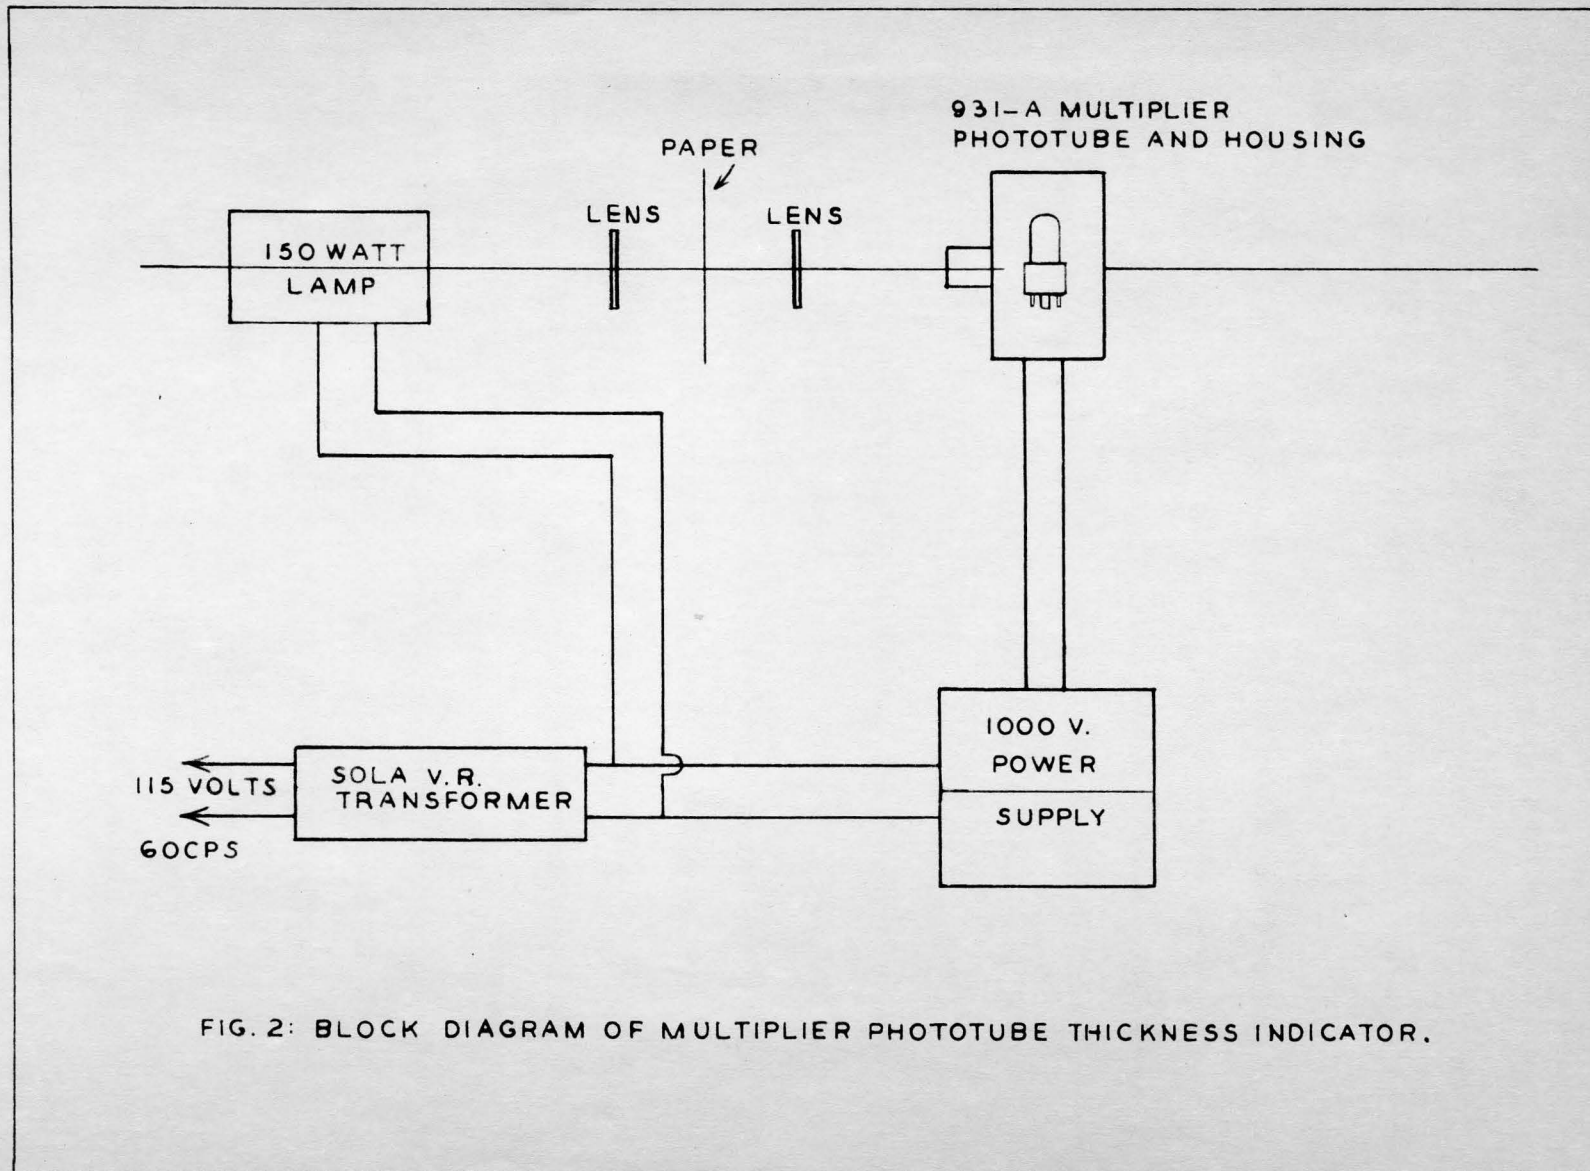 931-A MULTIPLIER
PHOTOTUBE AND HOUSING
PAPER
LENS
LENS
150 WATT
LAMP
1000 V.
POWER
SUPPLY
SOLA V.R.
TRANSFORMER
115 VOLTS
60CPS
FIG. 2: BLOCK DIAGRAM OF MULTIPLIER PHOTOTUBE THICKNESS INDICATOR.